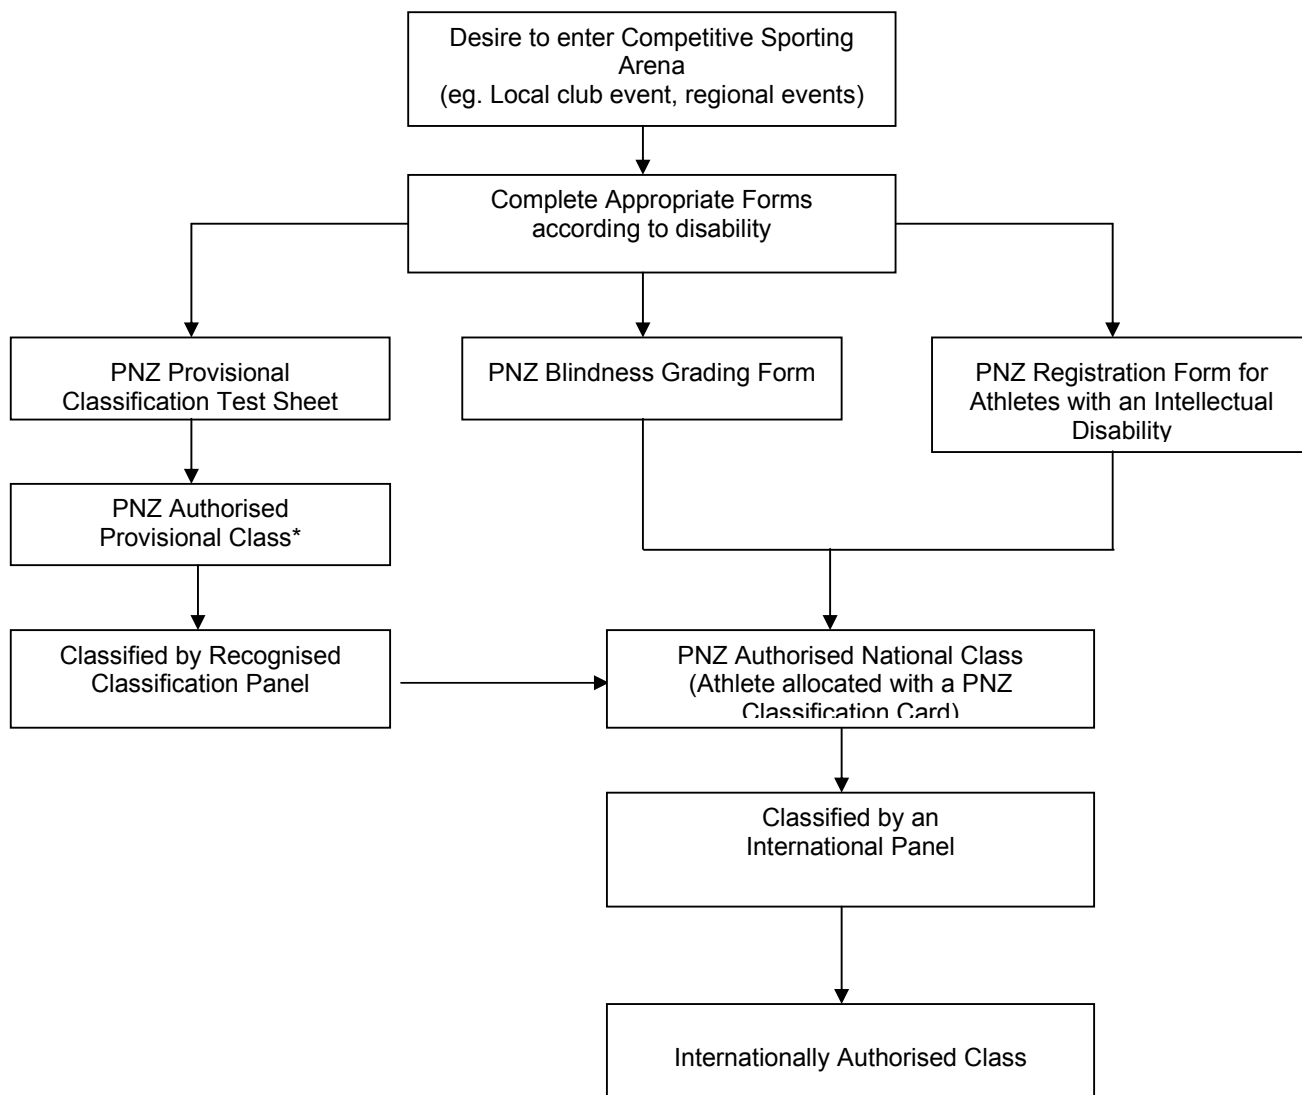 Desire to enter Competitive Sporting
Arena
(eg. Local club event, regional events)
Complete Appropriate Forms
according to disability
PNZ Provisional
Classification Test Sheet
PNZ Blindness Grading Form
PNZ Registration Form for
Athletes with an Intellectual
Disability
PNZ Authorised
Provisional Class*
Classified by Recognised
Classification Panel
PNZ Authorised National Class
(Athlete allocated with a PNZ
Classification Card)
Classified by an
International Panel
Internationally Authorised Class